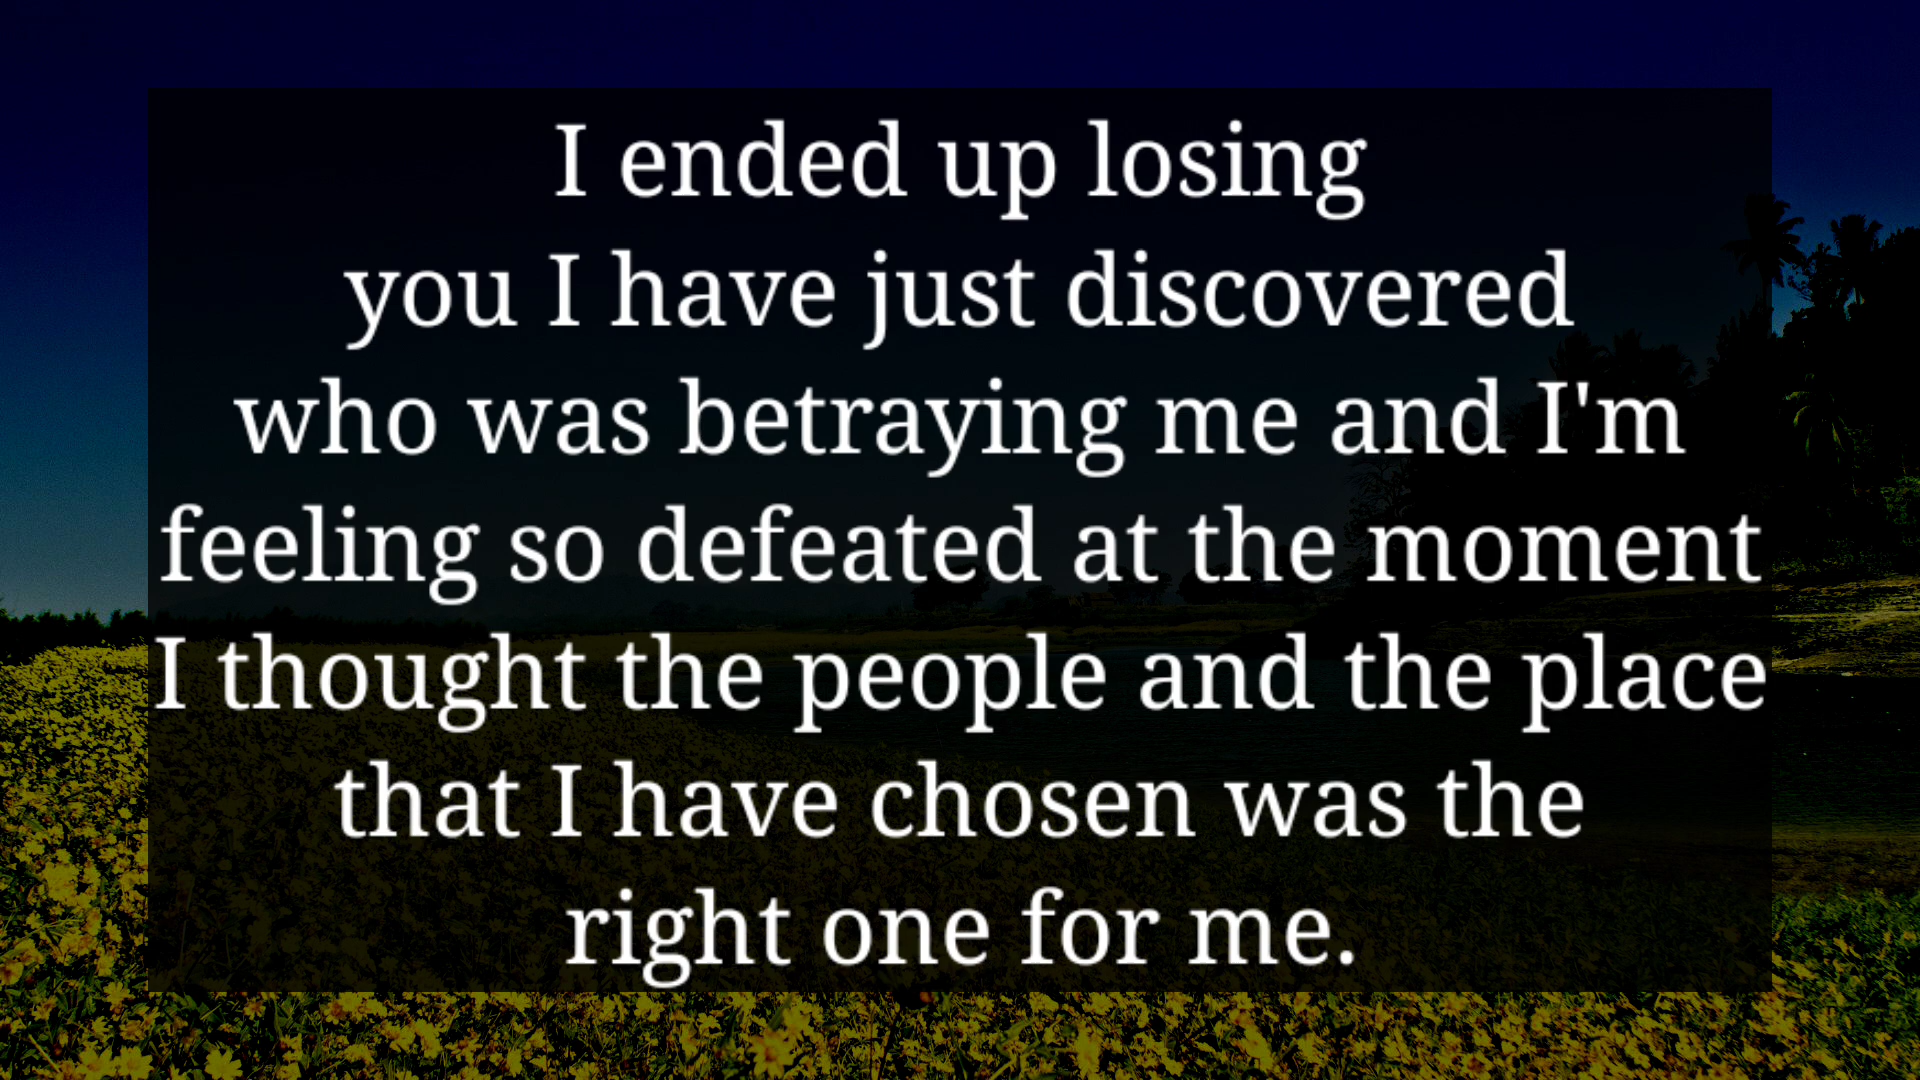 I ended up losing
you I have just discovered
who was betraying me and I'm
feeling so defeated at the moment
I thought the people and the place
that I have chosen was the
right one for me.